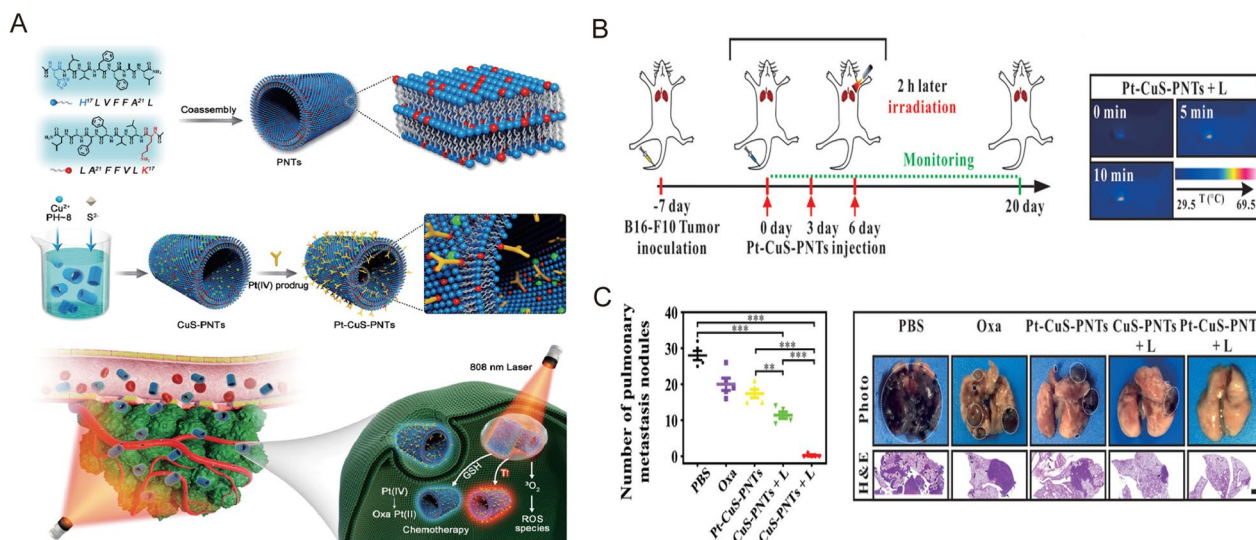 A
H¹⁷ L V F F A²¹ L
L A²¹ F F V L K¹⁷
Coassembly
PNTs
Cu²⁺
PH~8
S²⁻
CuS-PNTs
Pt(IV) prodrug
Pt-CuS-PNTs
808 nm Laser
GSH
Pt(IV)
Oxa Pt(II)
Chemotherapy
T↑
³O₂
ROS
species
B
2 h later
irradiation
Monitoring
-7 day
B16-F10 Tumor
inoculation
0 day
3 day
6 day
20 day
Pt-CuS-PNTs injection
Pt-CuS-PNTs + L
0 min
5 min
10 min
T (°C)
29.5
69.5
C
Number of pulmonary
metastasis nodules
40
30
20
10
0
***
***
***
***
**
PBS
Oxa
Pt-CuS-PNTs
CuS-PNTs + L
CuS-PNTs + L
PBS
Oxa
Pt-CuS-PNTs
CuS-PNTs
+ L
Pt-CuS-PNT
+ L
Photo
H&E